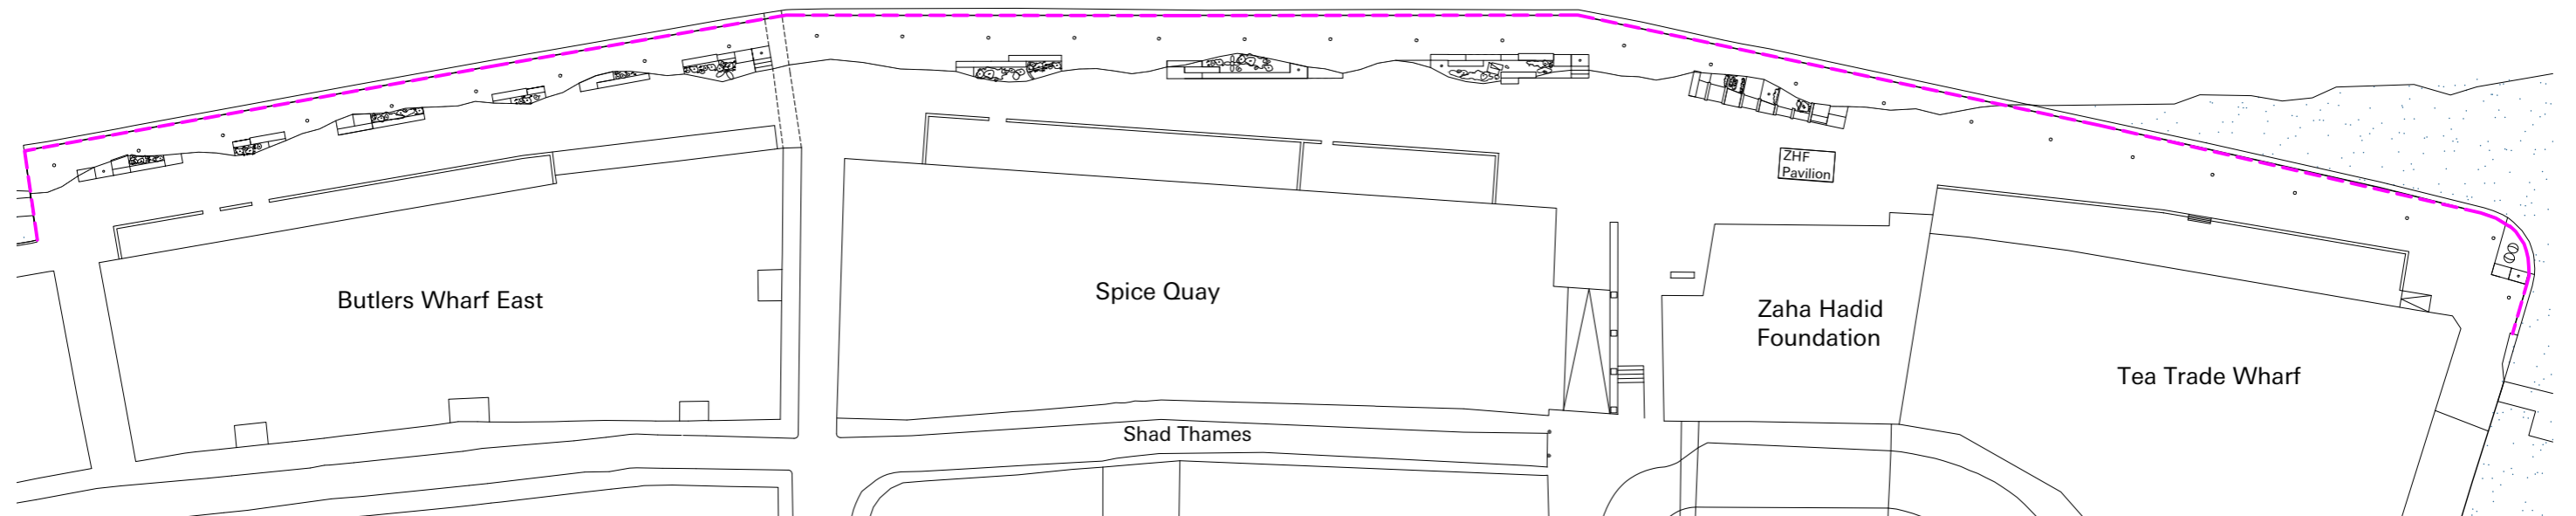 ZHF
Pavilion
Butlers Wharf East
Spice Quay
Zaha Hadid
Foundation
Tea Trade Wharf
Shad Thames